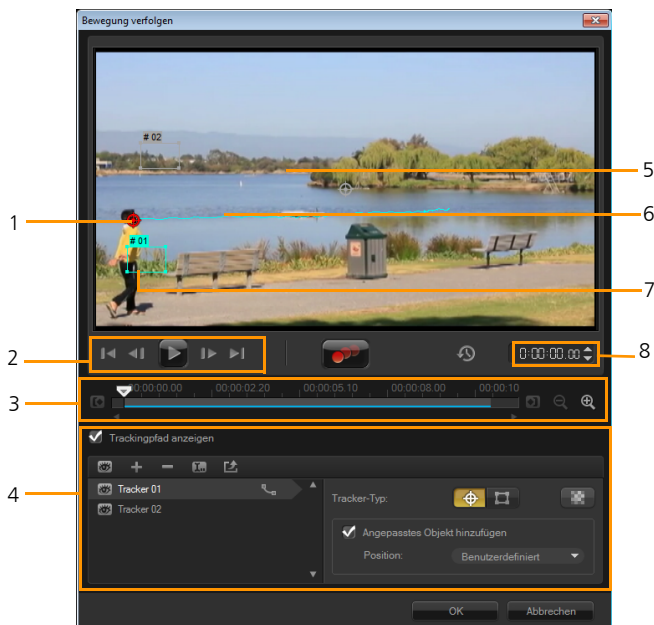 Bewegung verfolgen
# 02
5
1
6
# 01
7
2
0:00:00.00
8
00:00:00.00 00:00:02.20 00:00:05.10 00:00:08.00 00:00:10
3
Trackingpfad anzeigen
4
Tracker 01
Tracker 02
Tracker-Typ:
Angepasstes Objekt hinzufügen
Position: Benutzerdefiniert
OK Abbrechen